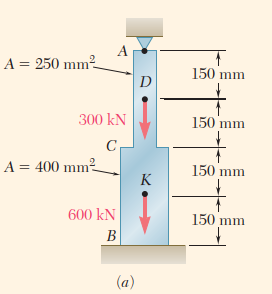 A
A = 250 mm²
D
150 mm
300 kN
150 mm
C
A = 400 mm²
K
150 mm
600 kN
150 mm
B
(a)